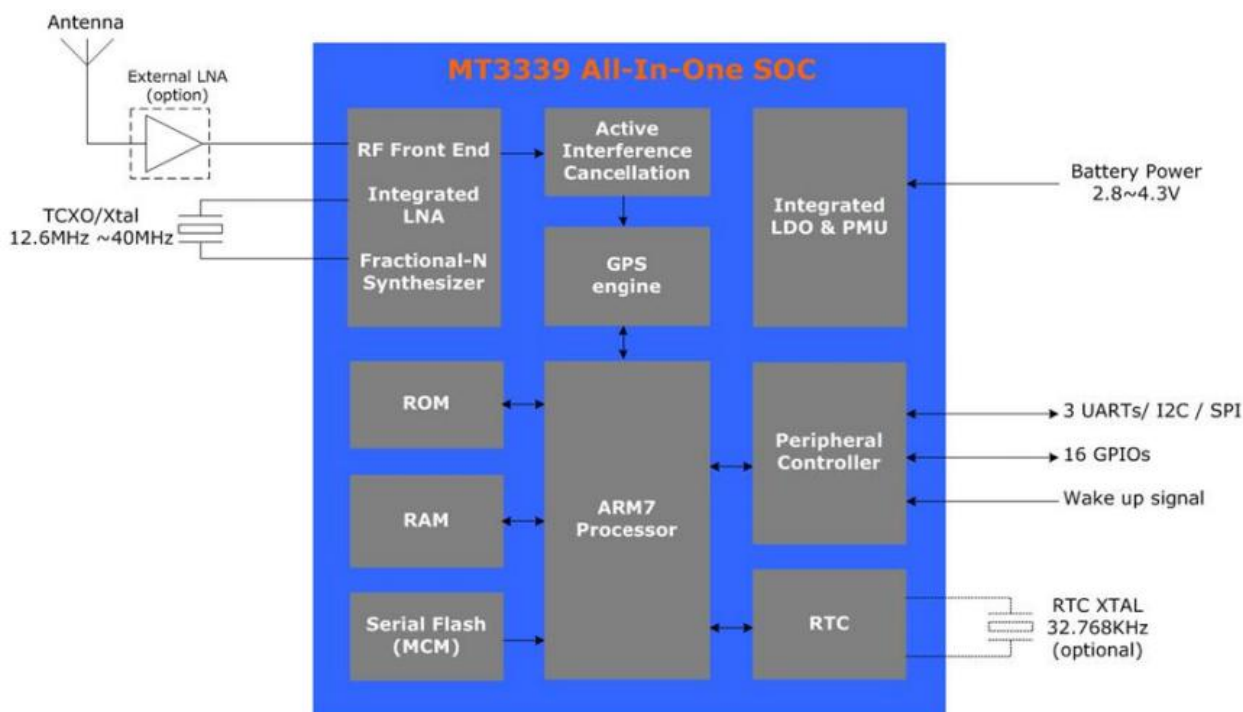 Antenna
External LNA
(option)
TCXO/Xtal
12.6MHz ~40MHz
MT3339 All-In-One SOC
RF Front End
Integrated
LNA
Fractional-N
Synthesizer
Active
Interference
Cancellation
GPS
engine
Integrated
LDO & PMU
Battery Power
2.8~4.3V
ROM
RAM
Serial Flash
(MCM)
ARM7
Processor
Peripheral
Controller
3 UARTs/ I2C / SPI
16 GPIOs
Wake up signal
RTC
RTC XTAL
32.768KHz
(optional)